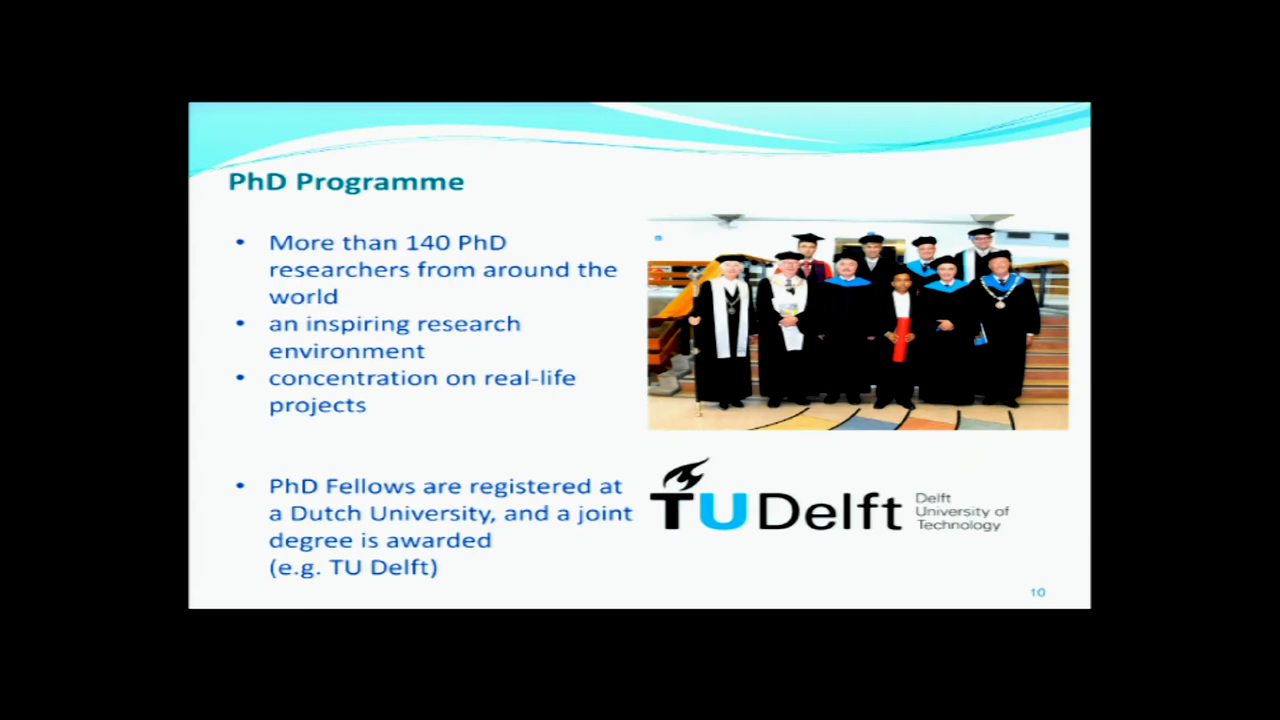 PhD Programme
• More than 140 PhD
researchers from around the
world
• an inspiring research
environment
• concentration on real-life
projects
• PhD Fellows are registered at
a Dutch University, and a joint
degree is awarded
(e.g. TU Delft)
TU Delft
Delft
University of
Technology
10